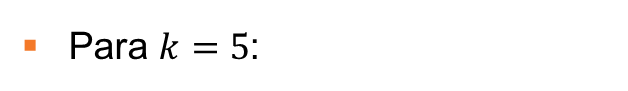 ▪ Para 𝑘 = 5: